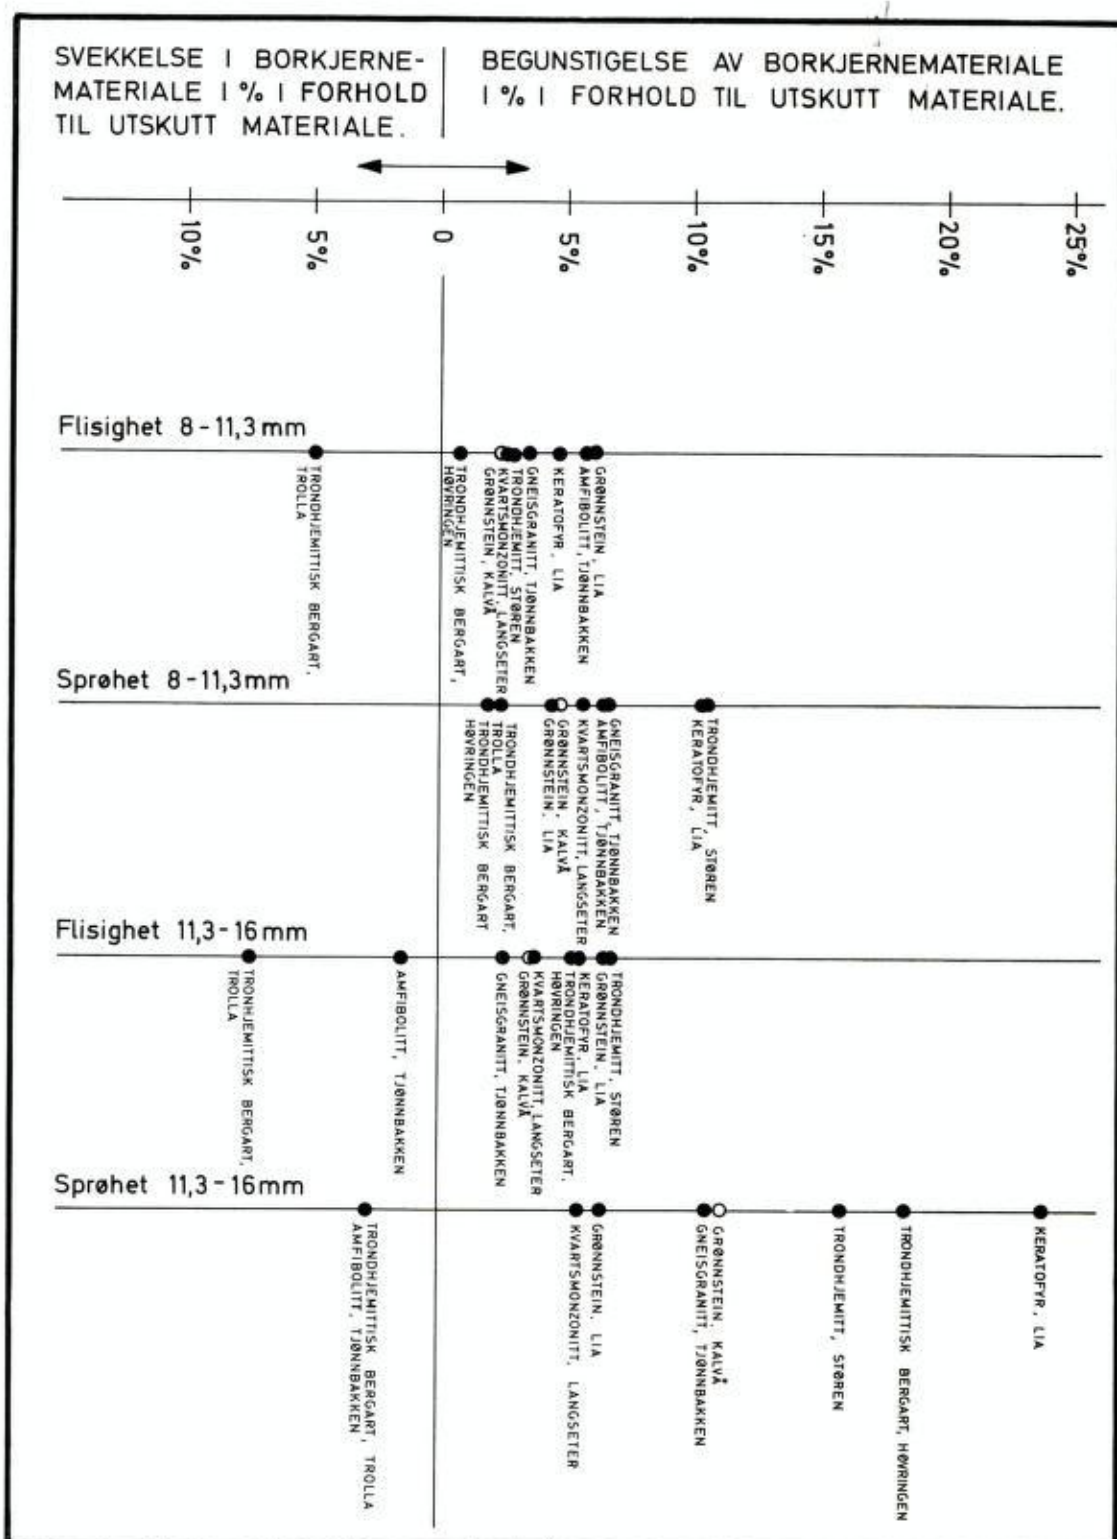 SVEKKELSE I BORKJERNE-
MATERIALE I % I FORHOLD
TIL UTSKUTT MATERIALE.
BEGUNSTIGELSE AV BORKJERNEMATERIALE
I % I FORHOLD TIL UTSKUTT MATERIALE.
10%
5%
0
5%
10%
15%
20%
25%
Flisighet 8-11,3 mm
TRONDHJEMITTISK BERGART,
TROLLA
TRONDHJEMITTISK BERGART,
HØVRINGEN
GRØNNSTEIN, KALVÅ
KVARTSMONZONITT, LANGSETER
TRONDHJEMITT, STØREN
GNEISGRANITT, TJØNNBAKKEN
KERATOFYR, LIA
AMFIBOLITT, TJØNNBAKKEN
GRØNNSTEIN, LIA
Sprøhet 8-11,3mm
TRONDHJEMITTISK BERGART
HØVRINGEN
TRONDHJEMITTISK BERGART,
TROLLA
GRØNNSTEIN, LIA
GRØNNSTEIN, KALVÅ
KVARTSMONZONITT, LANGSETER
AMFIBOLITT, TJØNNBAKKEN
GNEISGRANITT, TJØNNBAKKEN
KERATOFYR, LIA
TRONDHJEMITT, STØREN
Flisighet 11,3-16 mm
TRONHJEMITTISK BERGART,
TROLLA
AMFIBOLITT, TJØNNBAKKEN
GNEISGRANITT, TJØNNBAKKEN
GRØNNSTEIN, KALVÅ
KVARTSMONZONITT, LANGSETER
TRONDHJEMITTISK BERGART,
HØVRINGEN
KERATOFYR, LIA
GRØNNSTEIN, LIA
TRONDHJEMITT, STØREN
Sprøhet 11,3-16mm
TRONDHJEMITTISK BERGART, TROLLA
AMFIBOLITT, TJØNNBAKKEN
KVARTSMONZONITT, LANGSETER
GRØNNSTEIN, LIA
GNEISGRANITT, TJØNNBAKKEN
GRØNNSTEIN, KALVÅ
TRONDHJEMITT, STØREN
TRONDHJEMITTISK BERGART, HØVRINGEN
KERATOFYR, LIA